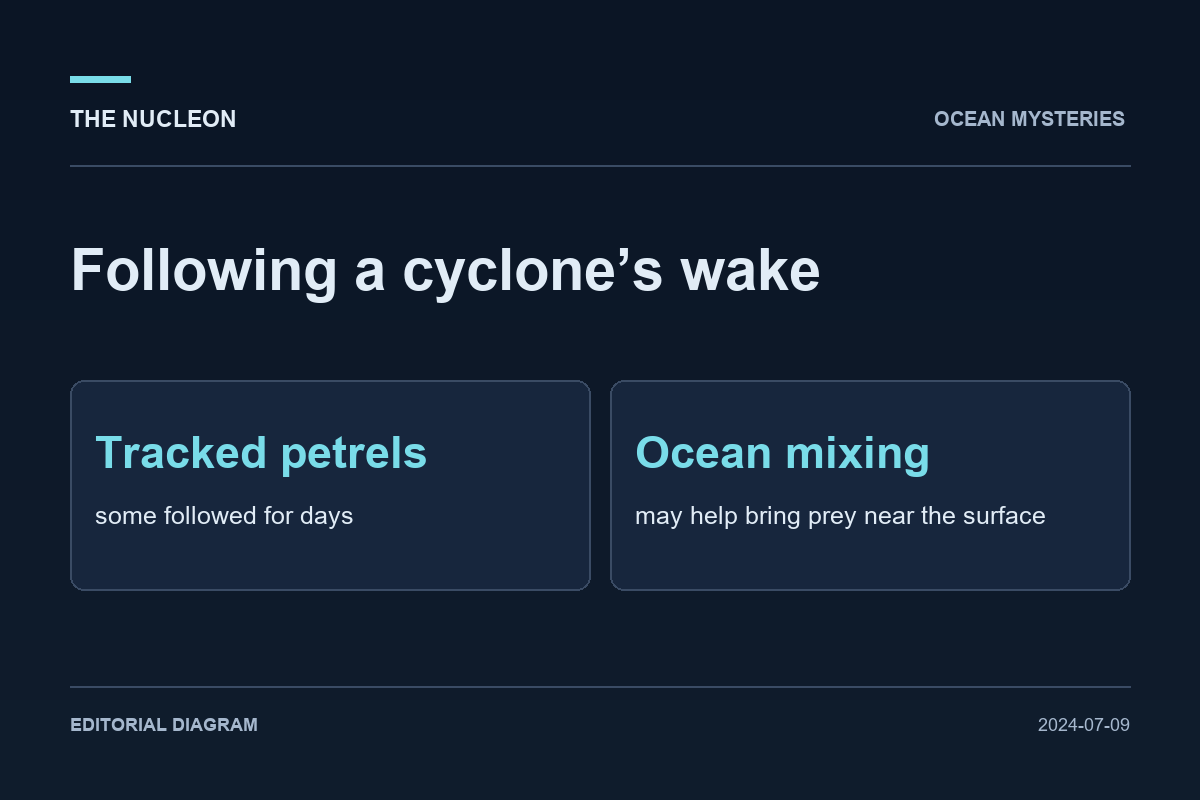 THE NUCLEON
OCEAN MYSTERIES
Following a cyclone’s wake
Tracked petrels
some followed for days
Ocean mixing
may help bring prey near the surface
EDITORIAL DIAGRAM
2024-07-09